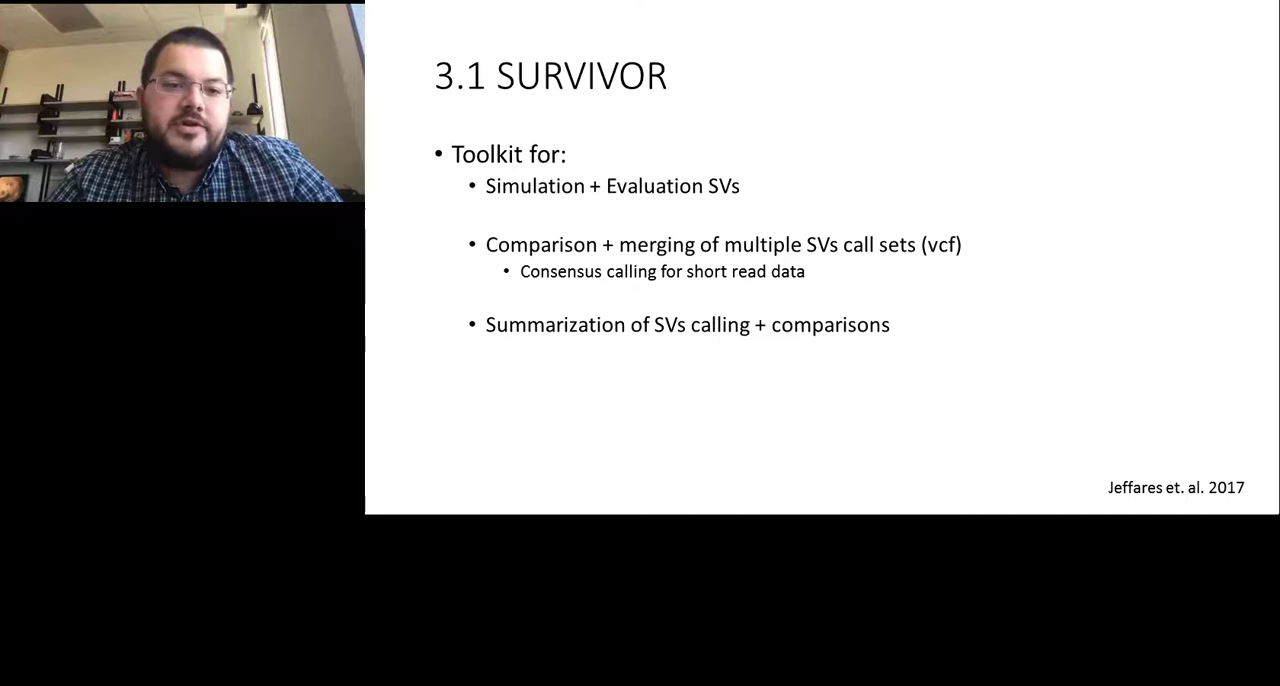 3.1 SURVIVOR
• Toolkit for:
• Simulation + Evaluation SVs
• Comparison + merging of multiple SVs call sets (vcf)
• Consensus calling for short read data
• Summarization of SVs calling + comparisons
Jeffares et. al. 2017